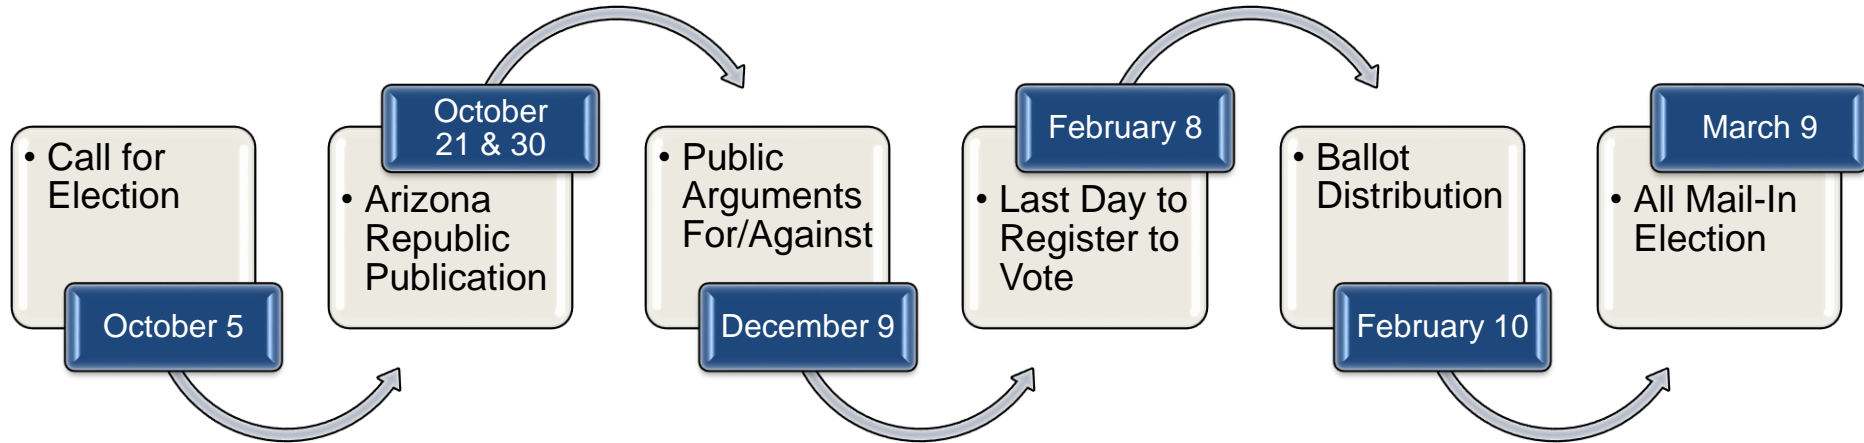 • Call for
Election
October 5
October
21 & 30
• Arizona
Republic
Publication
• Public
Arguments
For/Against
December 9
February 8
• Last Day to
Register to
Vote
• Ballot
Distribution
February 10
March 9
• All Mail-In
Election